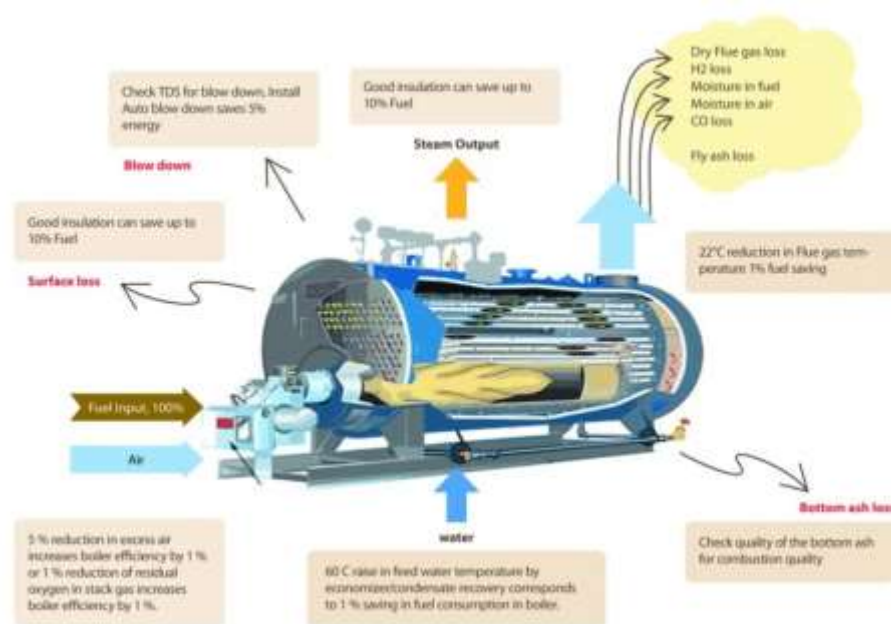 Check TDS for blow down, Install
Auto blow down saves 5%
energy
Blow down
Good insulation can save up to
10% Fuel
Steam Output
Dry Flue gas loss
H2 loss
Moisture in fuel
Moisture in air
CO loss
Fly ash loss
Good insulation can save up to
10% Fuel
Surface loss
22°C reduction in Flue gas tem-
perature 1% fuel saving
Fuel Input, 100%
Air
Bottom ash loss
water
5 % reduction in excess air
increases boiler efficiency by 1 %
or 1 % reduction of residual
oxygen in stack gas increases
boiler efficiency by 1 %.
60 C raise in feed water temperature by
economizer/condensate recovery corresponds
to 1 % saving in fuel consumption in boiler.
Check quality of the bottom ash
for combustion quality